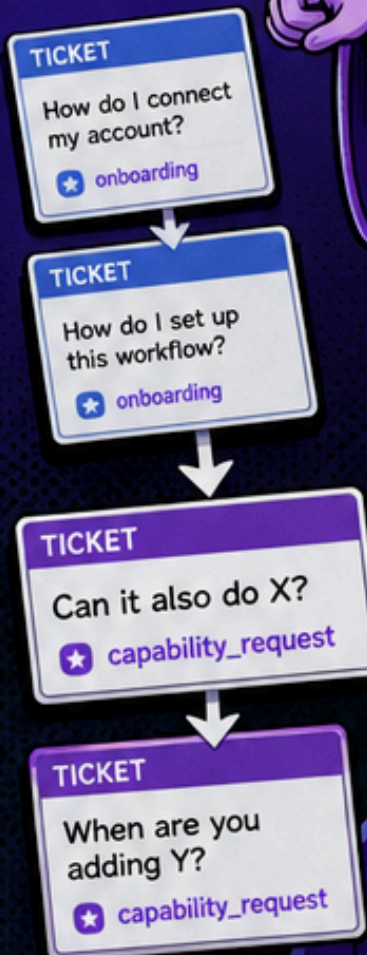 TICKET
How do I connect
my account?
onboarding
TICKET
How do I set up
this workflow?
onboarding
TICKET
Can it also do X?
capability_request
TICKET
When are you
adding Y?
capability_request